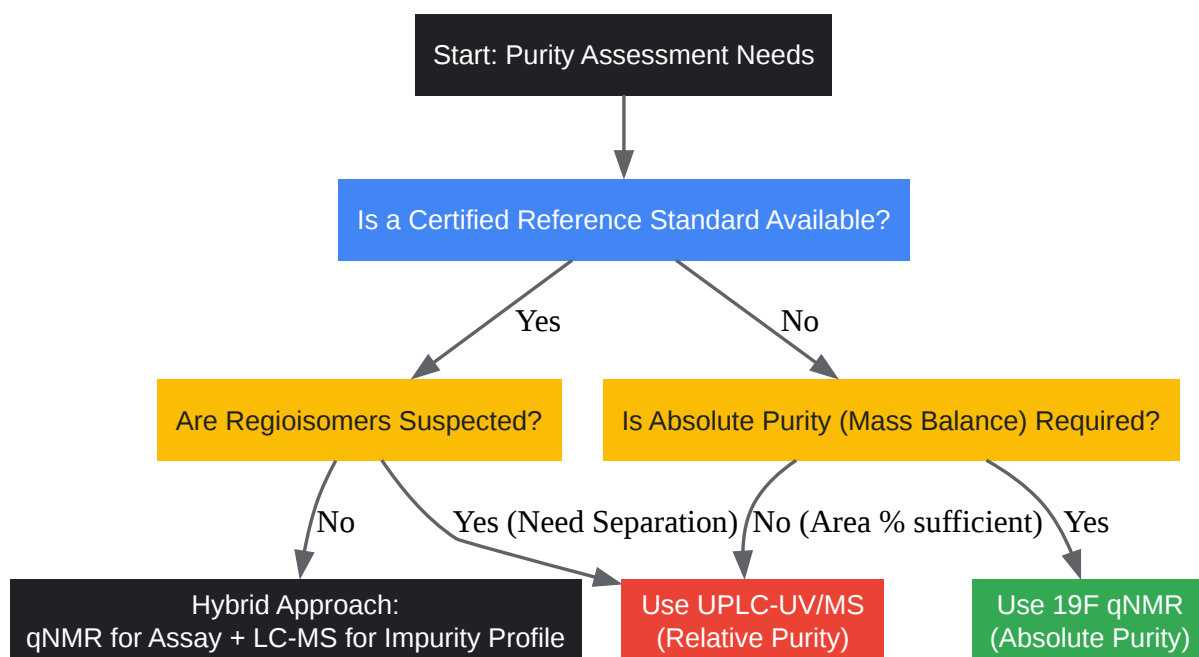 Start: Purity Assessment Needs
Is a Certified Reference Standard Available?
Yes
No
Are Regioisomers Suspected?
Is Absolute Purity (Mass Balance) Required?
No
Yes (Need Separation)
No (Area % sufficient)
Yes
Hybrid Approach:
qNMR for Assay + LC-MS for Impurity Profile
Use UPLC-UV/MS
(Relative Purity)
Use 19F qNMR
(Absolute Purity)